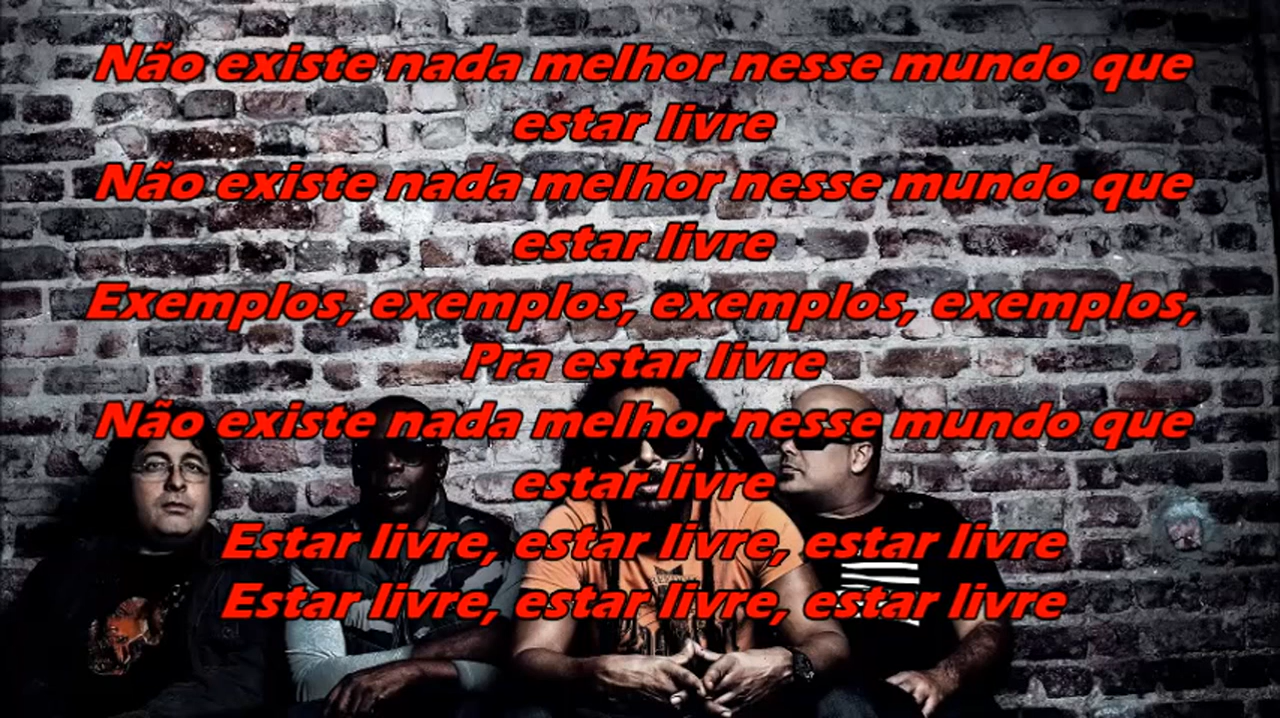 Não existe nada melhor nesse mundo que
estar livre
Não existe nada melhor nesse mundo que
estar livre
Exemplos, exemplos, exemplos, exemplos,
Pra estar livre
Não existe nada melhor nesse mundo que
estar livre
Estar livre, estar livre, estar livre
Estar livre, estar livre, estar livre